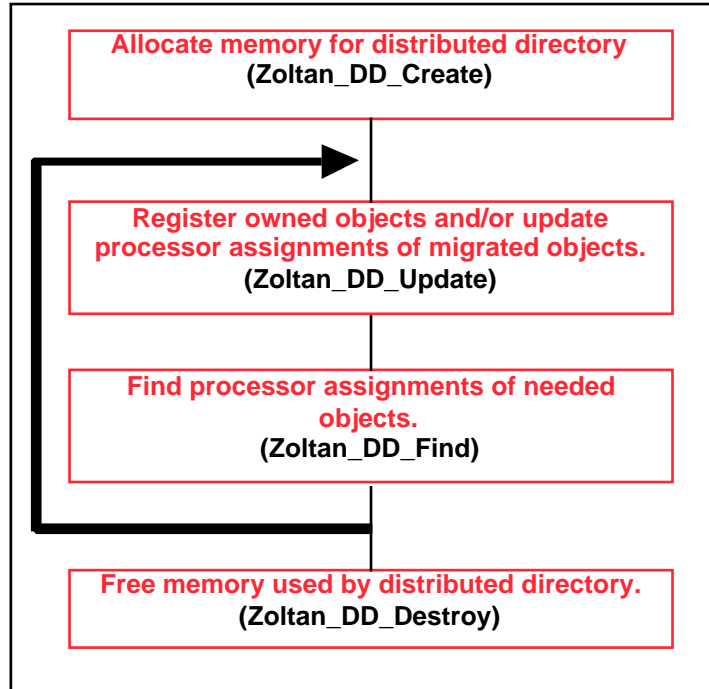 Allocate memory for distributed directory
(Zoltan_DD_Create)
Register owned objects and/or update
processor assignments of migrated objects.
(Zoltan_DD_Update)
Find processor assignments of needed
objects.
(Zoltan_DD_Find)
Free memory used by distributed directory.
(Zoltan_DD_Destroy)